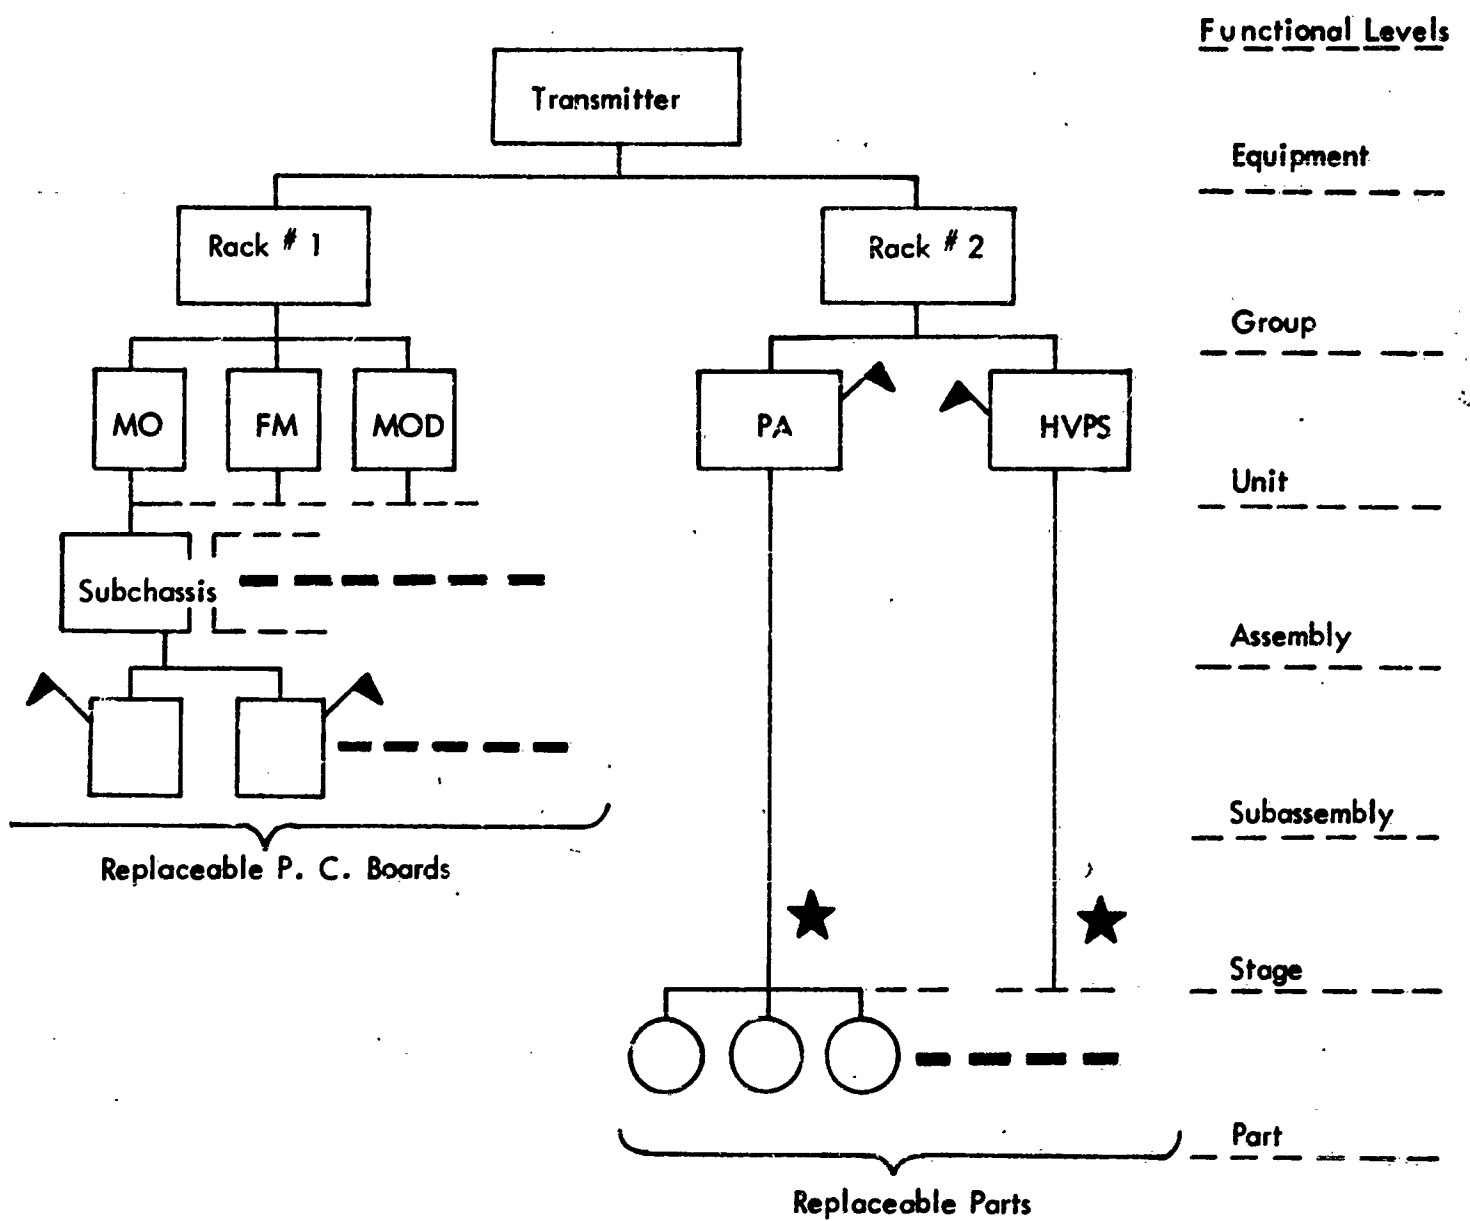 Functional Levels
Transmitter
Equipment
Rack # 1
Rack # 2
Group
MO
FM
MOD
PA
HVPS
Unit
Subchassis
Assembly
Subassembly
Replaceable P. C. Boards
Stage
Part
Replaceable Parts